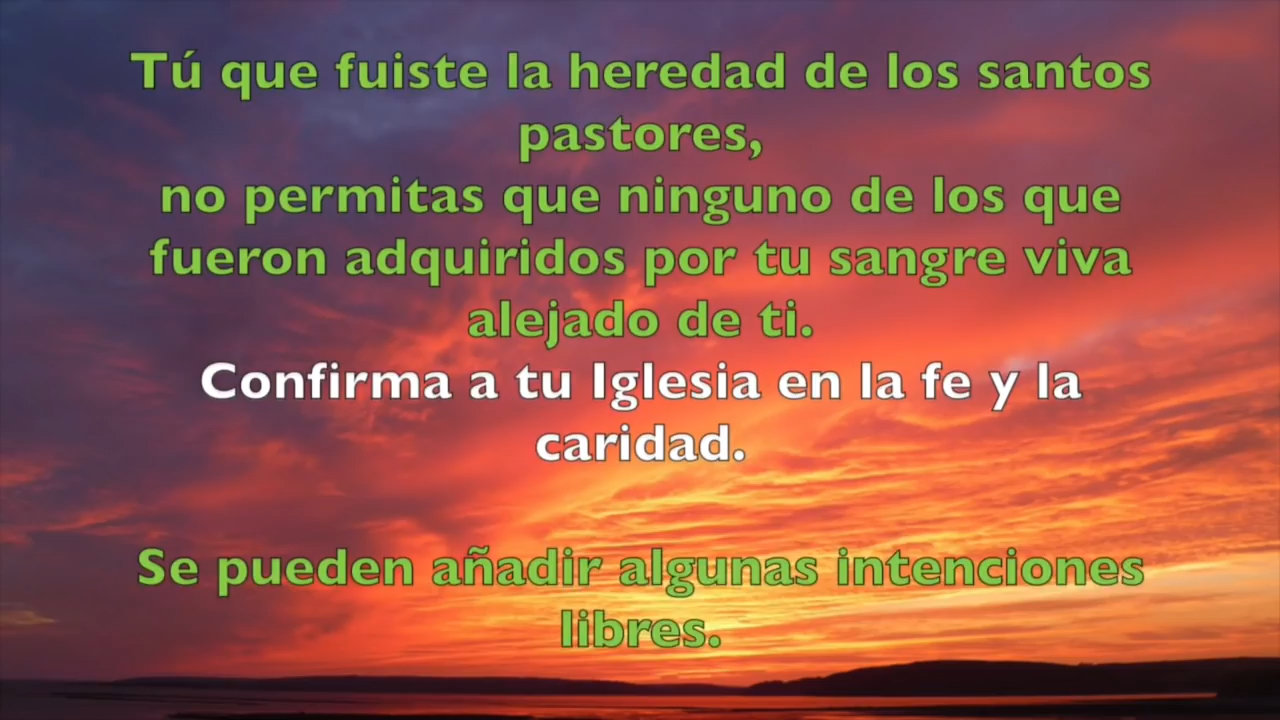 Tú que fuiste la heredad de los santos
pastores,
no permitas que ninguno de los que
fueron adquiridos por tu sangre viva
alejado de ti.
Confirma a tu Iglesia en la fe y la
caridad.
Se pueden añadir algunas intenciones
libres.